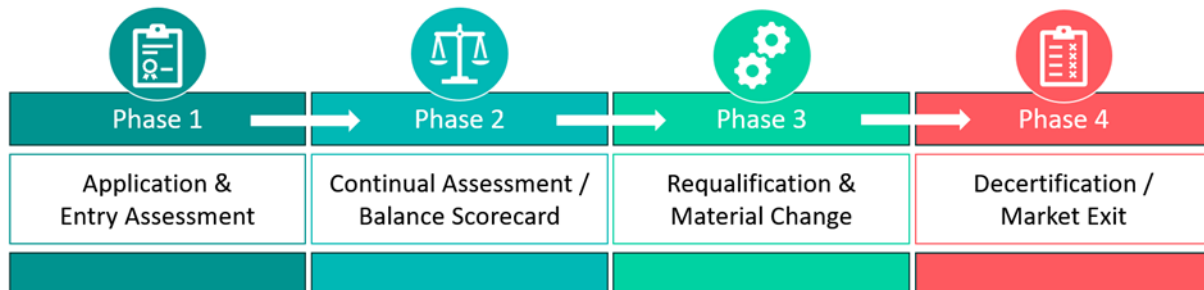 Phase 1
Phase 2
Phase 3
Phase 4
Application &
Entry Assessment
Continual Assessment /
Balance Scorecard
Requalification &
Material Change
Decertification /
Market Exit